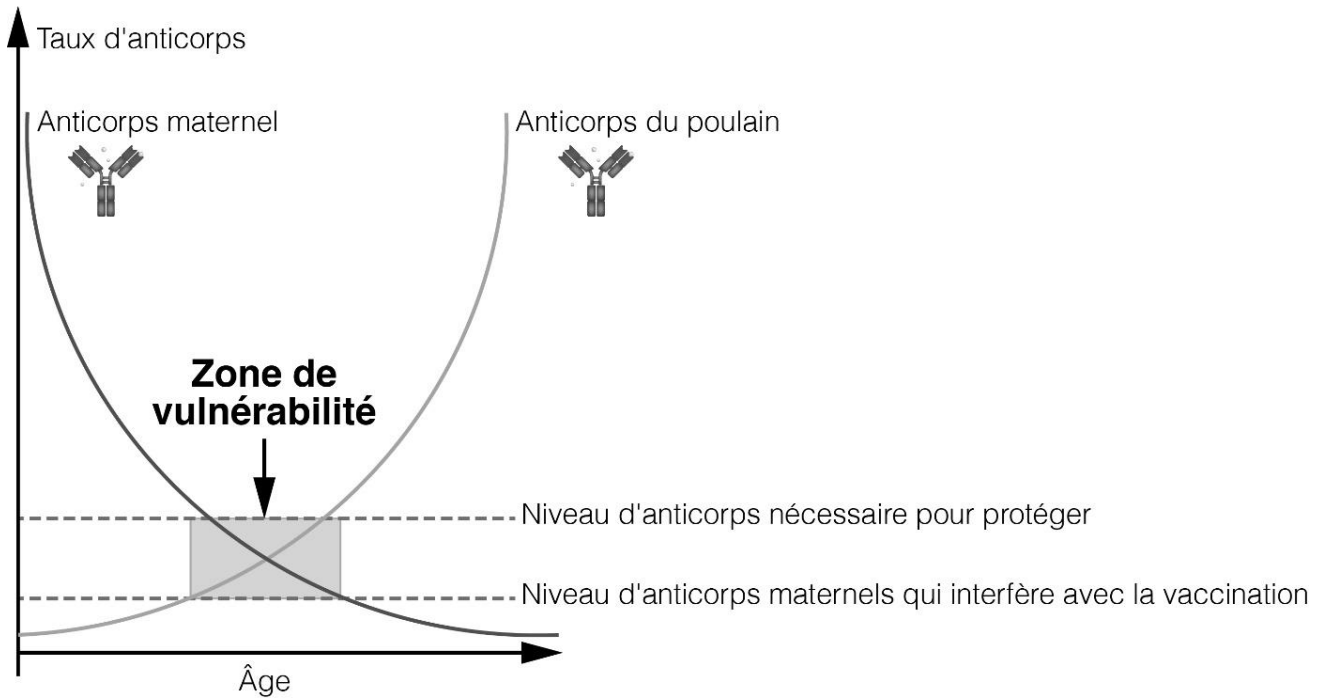 Taux d'anticorps
Anticorps maternel
Anticorps du poulain
Zone de
vulnérabilité
Niveau d'anticorps nécessaire pour protéger
Niveau d'anticorps maternels qui interfère avec la vaccination
Âge